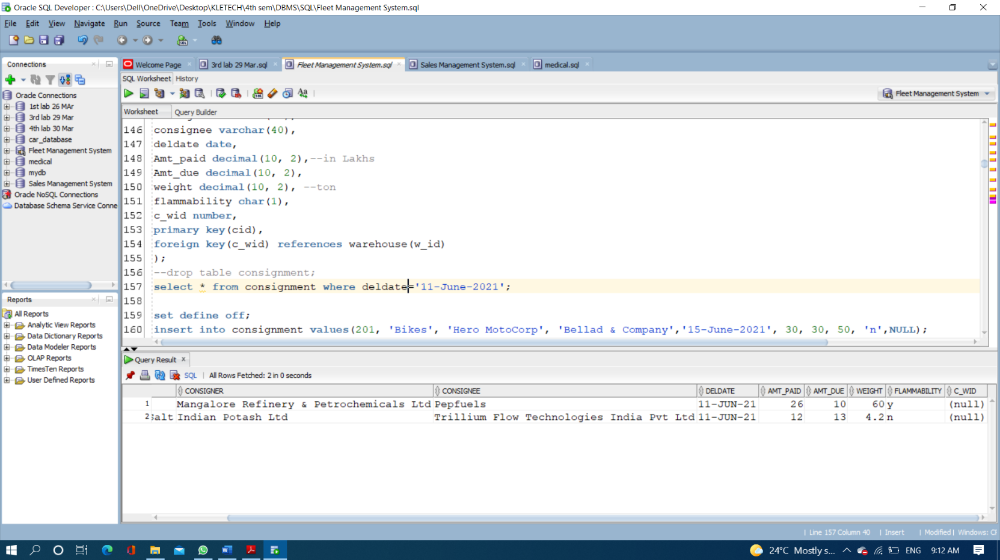 Oracle SQL Developer : C:\Users\Dell\OneDrive\Desktop\KLETECH\4th sem\DBMS\SQL\Fleet Management System.sql
File Edit View Navigate Run Source Team Tools Window Help
Connections
Oracle Connections
1st lab 26 MAr
3rd lab 29 Mar
4th lab 30 Mar
car_database
Fleet Management System
medical
mydb
Sales Management System
Oracle NoSQL Connections
Database Schema Service Conne
Reports
All Reports
Analytic View Reports
Data Dictionary Reports
Data Modeler Reports
OLAP Reports
TimesTen Reports
User Defined Reports
Welcome Page 3rd lab 29 Mar.sql Fleet Management System.sql Sales Management System.sql medical.sql
SQL Worksheet History
Fleet Management System
Worksheet Query Builder
146 consignee varchar(40),
147 deldate date,
148 Amt_paid decimal(10, 2),--in Lakhs
149 Amt_due decimal(10, 2),
150 weight decimal(10, 2), --ton
151 flammability char(1),
152 c_wid number,
153 primary key(cid),
154 foreign key(c_wid) references warehouse(w_id)
155 );
156 --drop table consignment;
157 select * from consignment where deldate='11-June-2021';
158
159 set define off;
160 insert into consignment values(201, 'Bikes', 'Hero MotoCorp', 'Bellad & Company','15-June-2021', 30, 30, 50, 'n',NULL);
Query Result
SQL | All Rows Fetched: 2 in 0 seconds
CONSIGNER CONSIGNEE DELDATE AMT_PAID AMT_DUE WEIGHT FLAMMABILITY C_WID
1 Mangalore Refinery & Petrochemicals Ltd Pepfuels 11-JUN-21 26 10 60 y (null)
2 salt Indian Potash Ltd Trillium Flow Technologies India Pvt Ltd 11-JUN-21 12 13 4.2 n (null)
| Line 157 Column 40 | Insert | Modified | Windows: CF
24°C Mostly s... ENG 9:12 AM